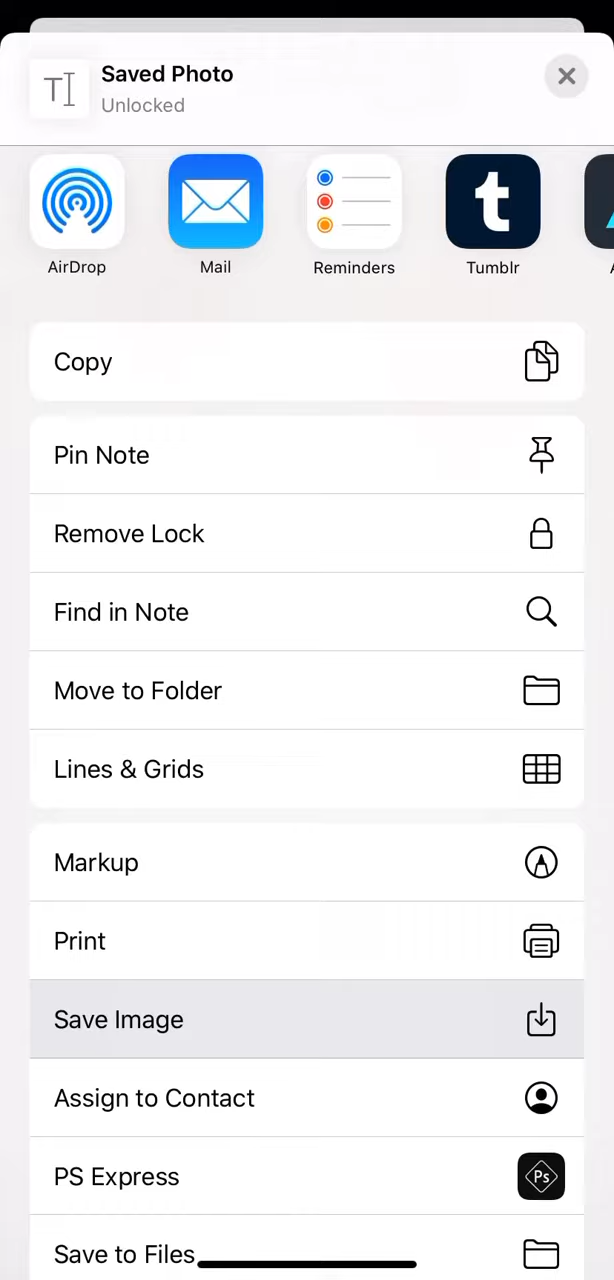 Saved Photo
Unlocked
AirDrop
Mail
Reminders
Tumblr
Copy
Pin Note
Remove Lock
Find in Note
Move to Folder
Lines & Grids
Markup
Print
Save Image
Assign to Contact
PS Express
Ps
Save to Files